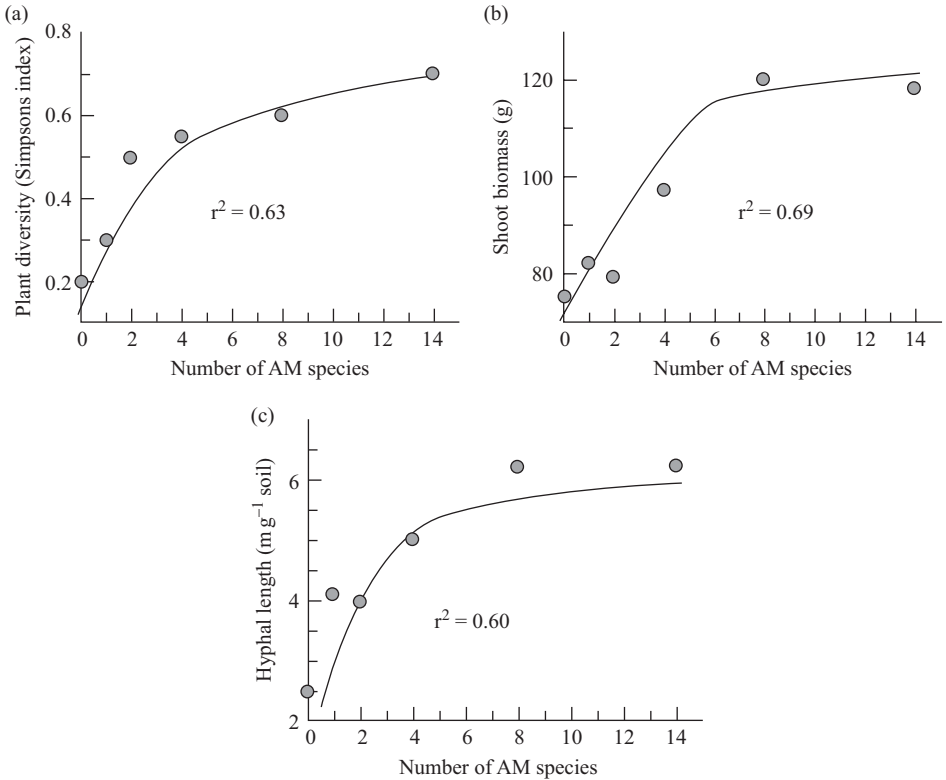 (a)
0.8
0.6
0.4
0.2
Plant diversity (Simpsons index)
r² = 0.63
0 2 4 6 8 10 12 14
Number of AM species
(b)
120
100
80
Shoot biomass (g)
r² = 0.69
0 2 4 6 8 10 12 14
Number of AM species
(c)
6
4
2
Hyphal length (m g⁻¹ soil)
r² = 0.60
0 2 4 6 8 10 12 14
Number of AM species